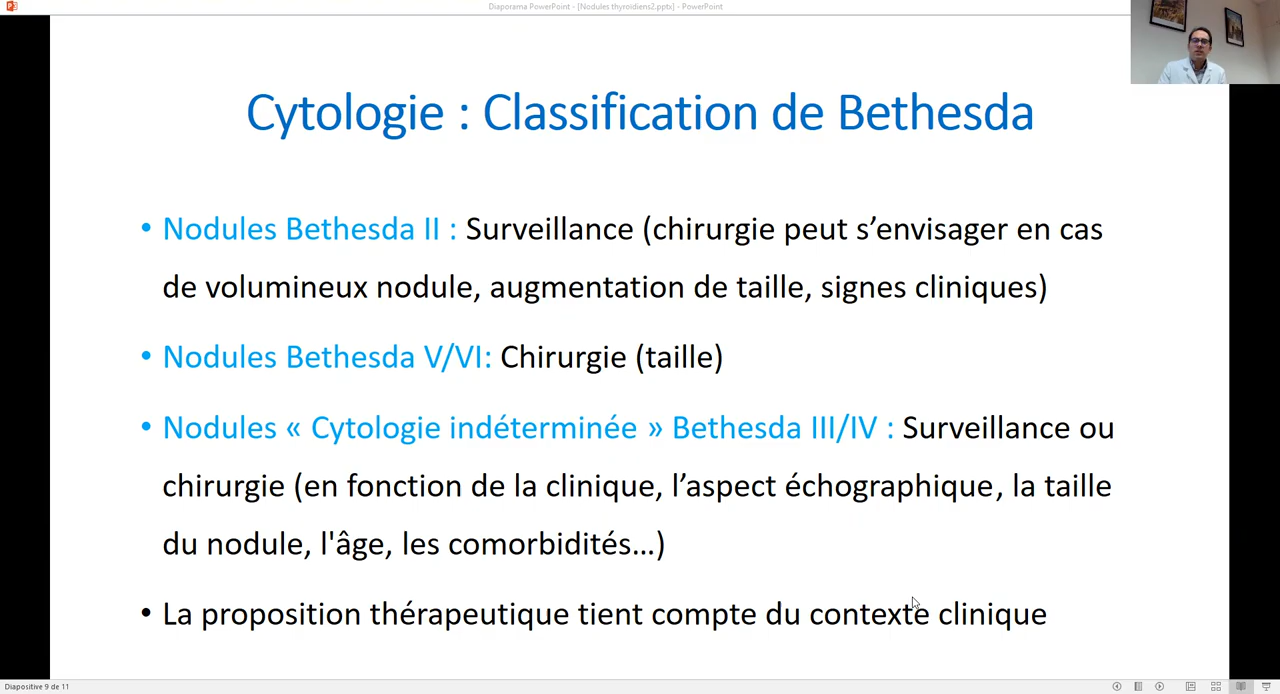 Diaporama PowerPoint - [Nodules thyroidiens2.pptx] - PowerPoint
Cytologie : Classification de Bethesda
• Nodules Bethesda II : Surveillance (chirurgie peut s’envisager en cas
de volumineux nodule, augmentation de taille, signes cliniques)
• Nodules Bethesda V/VI: Chirurgie (taille)
• Nodules « Cytologie indéterminée » Bethesda III/IV : Surveillance ou
chirurgie (en fonction de la clinique, l’aspect échographique, la taille
du nodule, l'âge, les comorbidités…)
• La proposition thérapeutique tient compte du contexte clinique
Diapositive 9 de 11